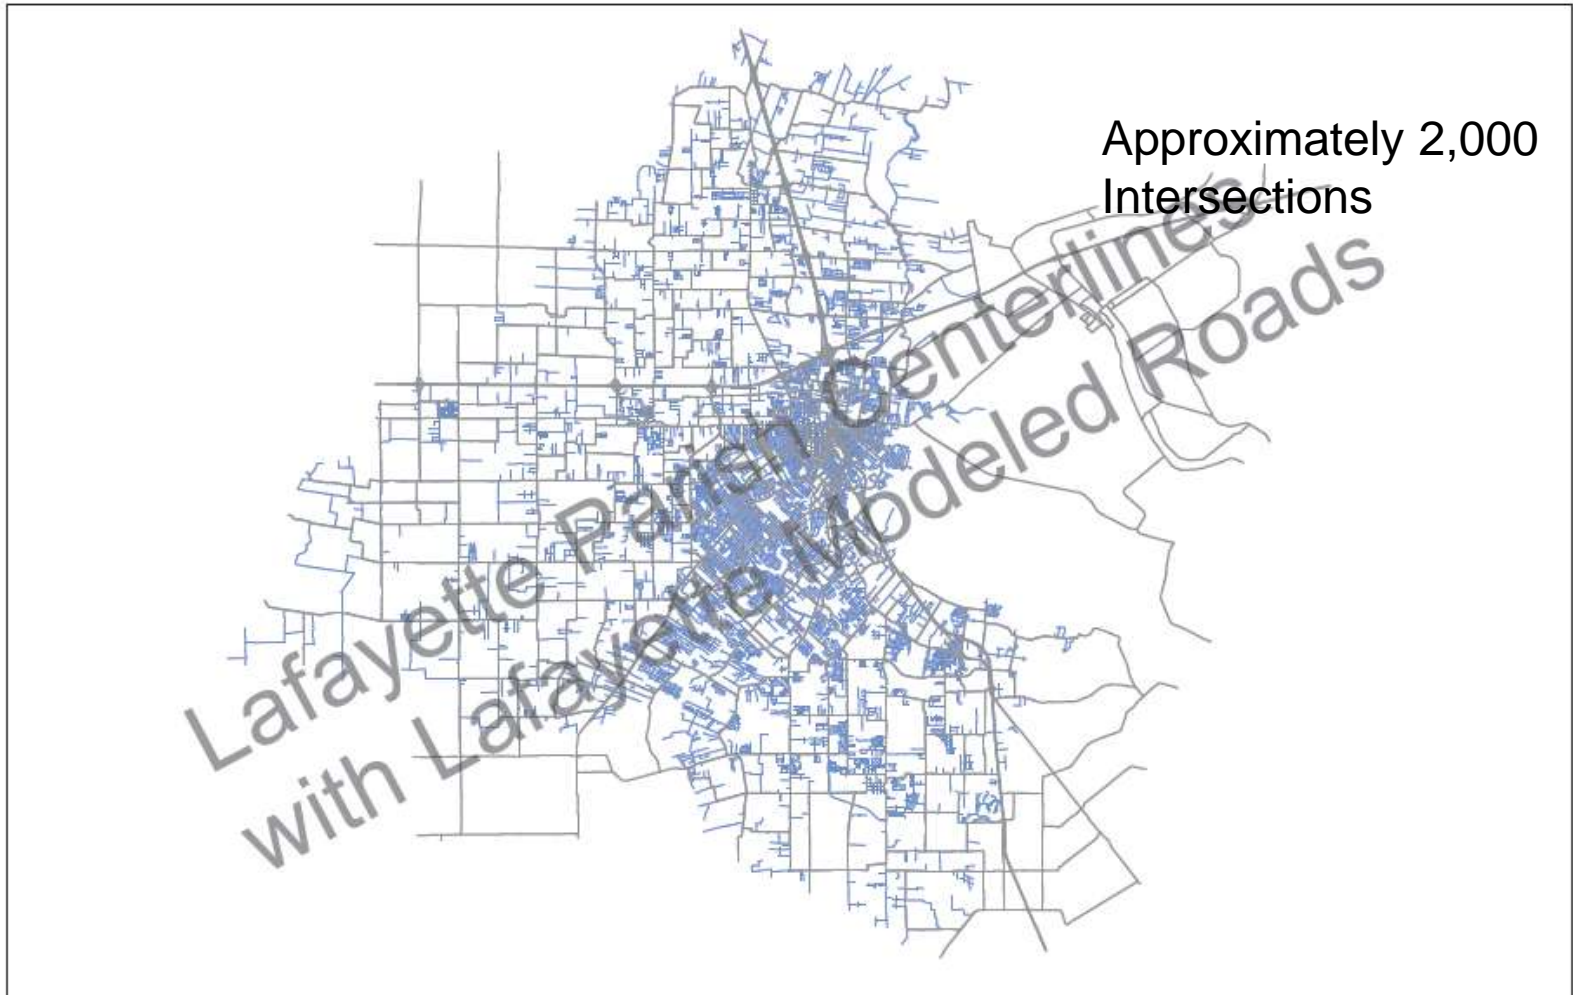 Approximately 2,000
Intersections
Lafayette Parish Centerlines
with Lafayette Modeled Roads